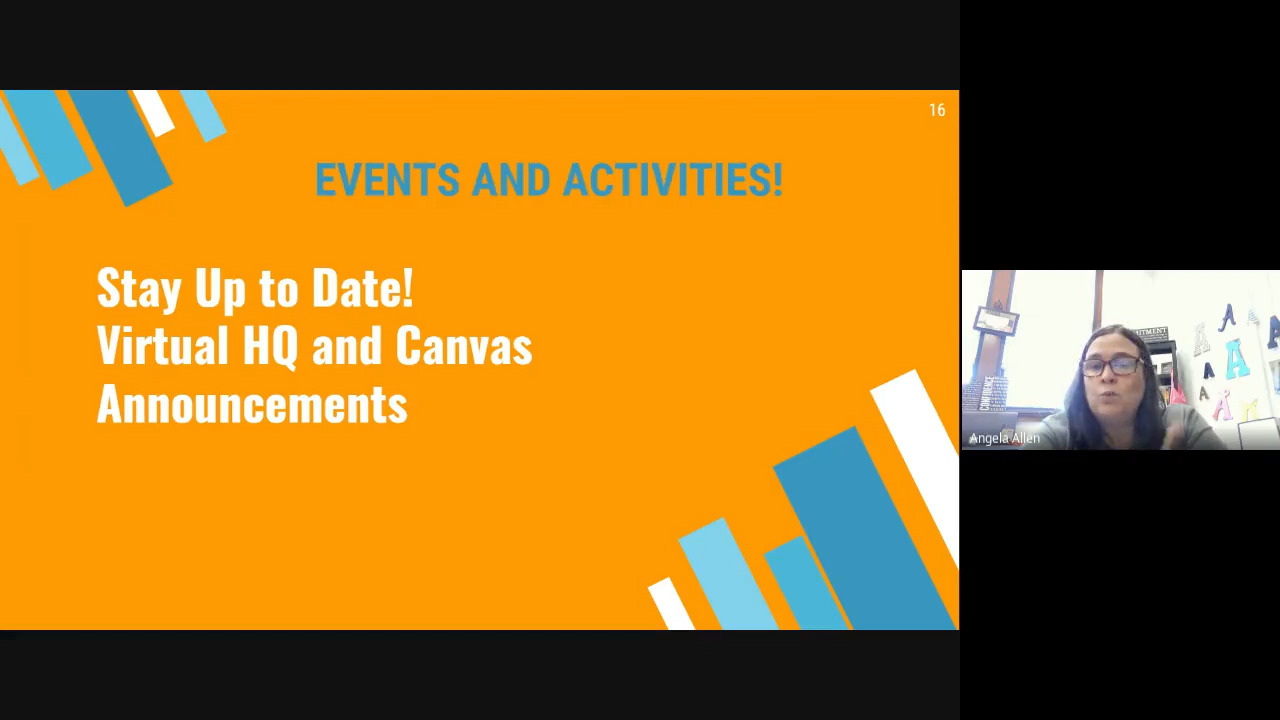 16
EVENTS AND ACTIVITIES!
Stay Up to Date!
Virtual HQ and Canvas
Announcements
Angela Allen